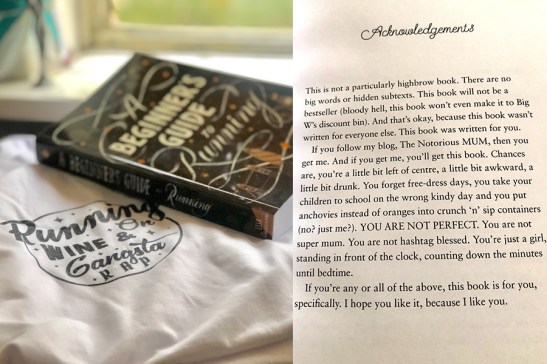 A BEGINNERS
GUIDE
TO
Running
A BEGINNERS GUIDE to Running
Running
On
WINE &
Gangsta
RAP
Acknowledgements
This is not a particularly highbrow book. There are no
big words or hidden subtexts. This book will not be a
bestseller (bloody hell, this book won't even make it to Big
W's discount bin). And that's okay, because this book wasn't
written for everyone else. This book was written for you.
If you follow my blog, The Notorious MUM, then you
get me. And if you get me, you'll get this book. Chances
are, you're a little bit left of centre, a little bit awkward, a
little bit drunk. You forget free-dress days, you take your
children to school on the wrong kindy day and you put
anchovies instead of oranges into crunch 'n' sip containers
(no? just me?). YOU ARE NOT PERFECT. You are not
super mum. You are not hashtag blessed. You're just a girl,
standing in front of the clock, counting down the minutes
until bedtime.
If you're any or all of the above, this book is for you,
specifically. I hope you like it, because I like you.